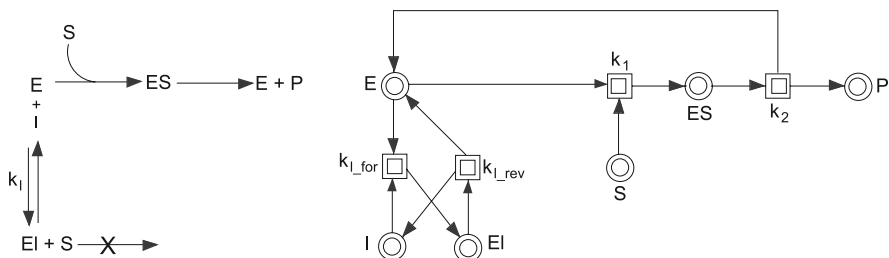 S
E
ES
E + P
+
I
k_I
EI + S
X
E
k_1
ES
k_2
P
S
k_I_for
k_I_rev
I
EI